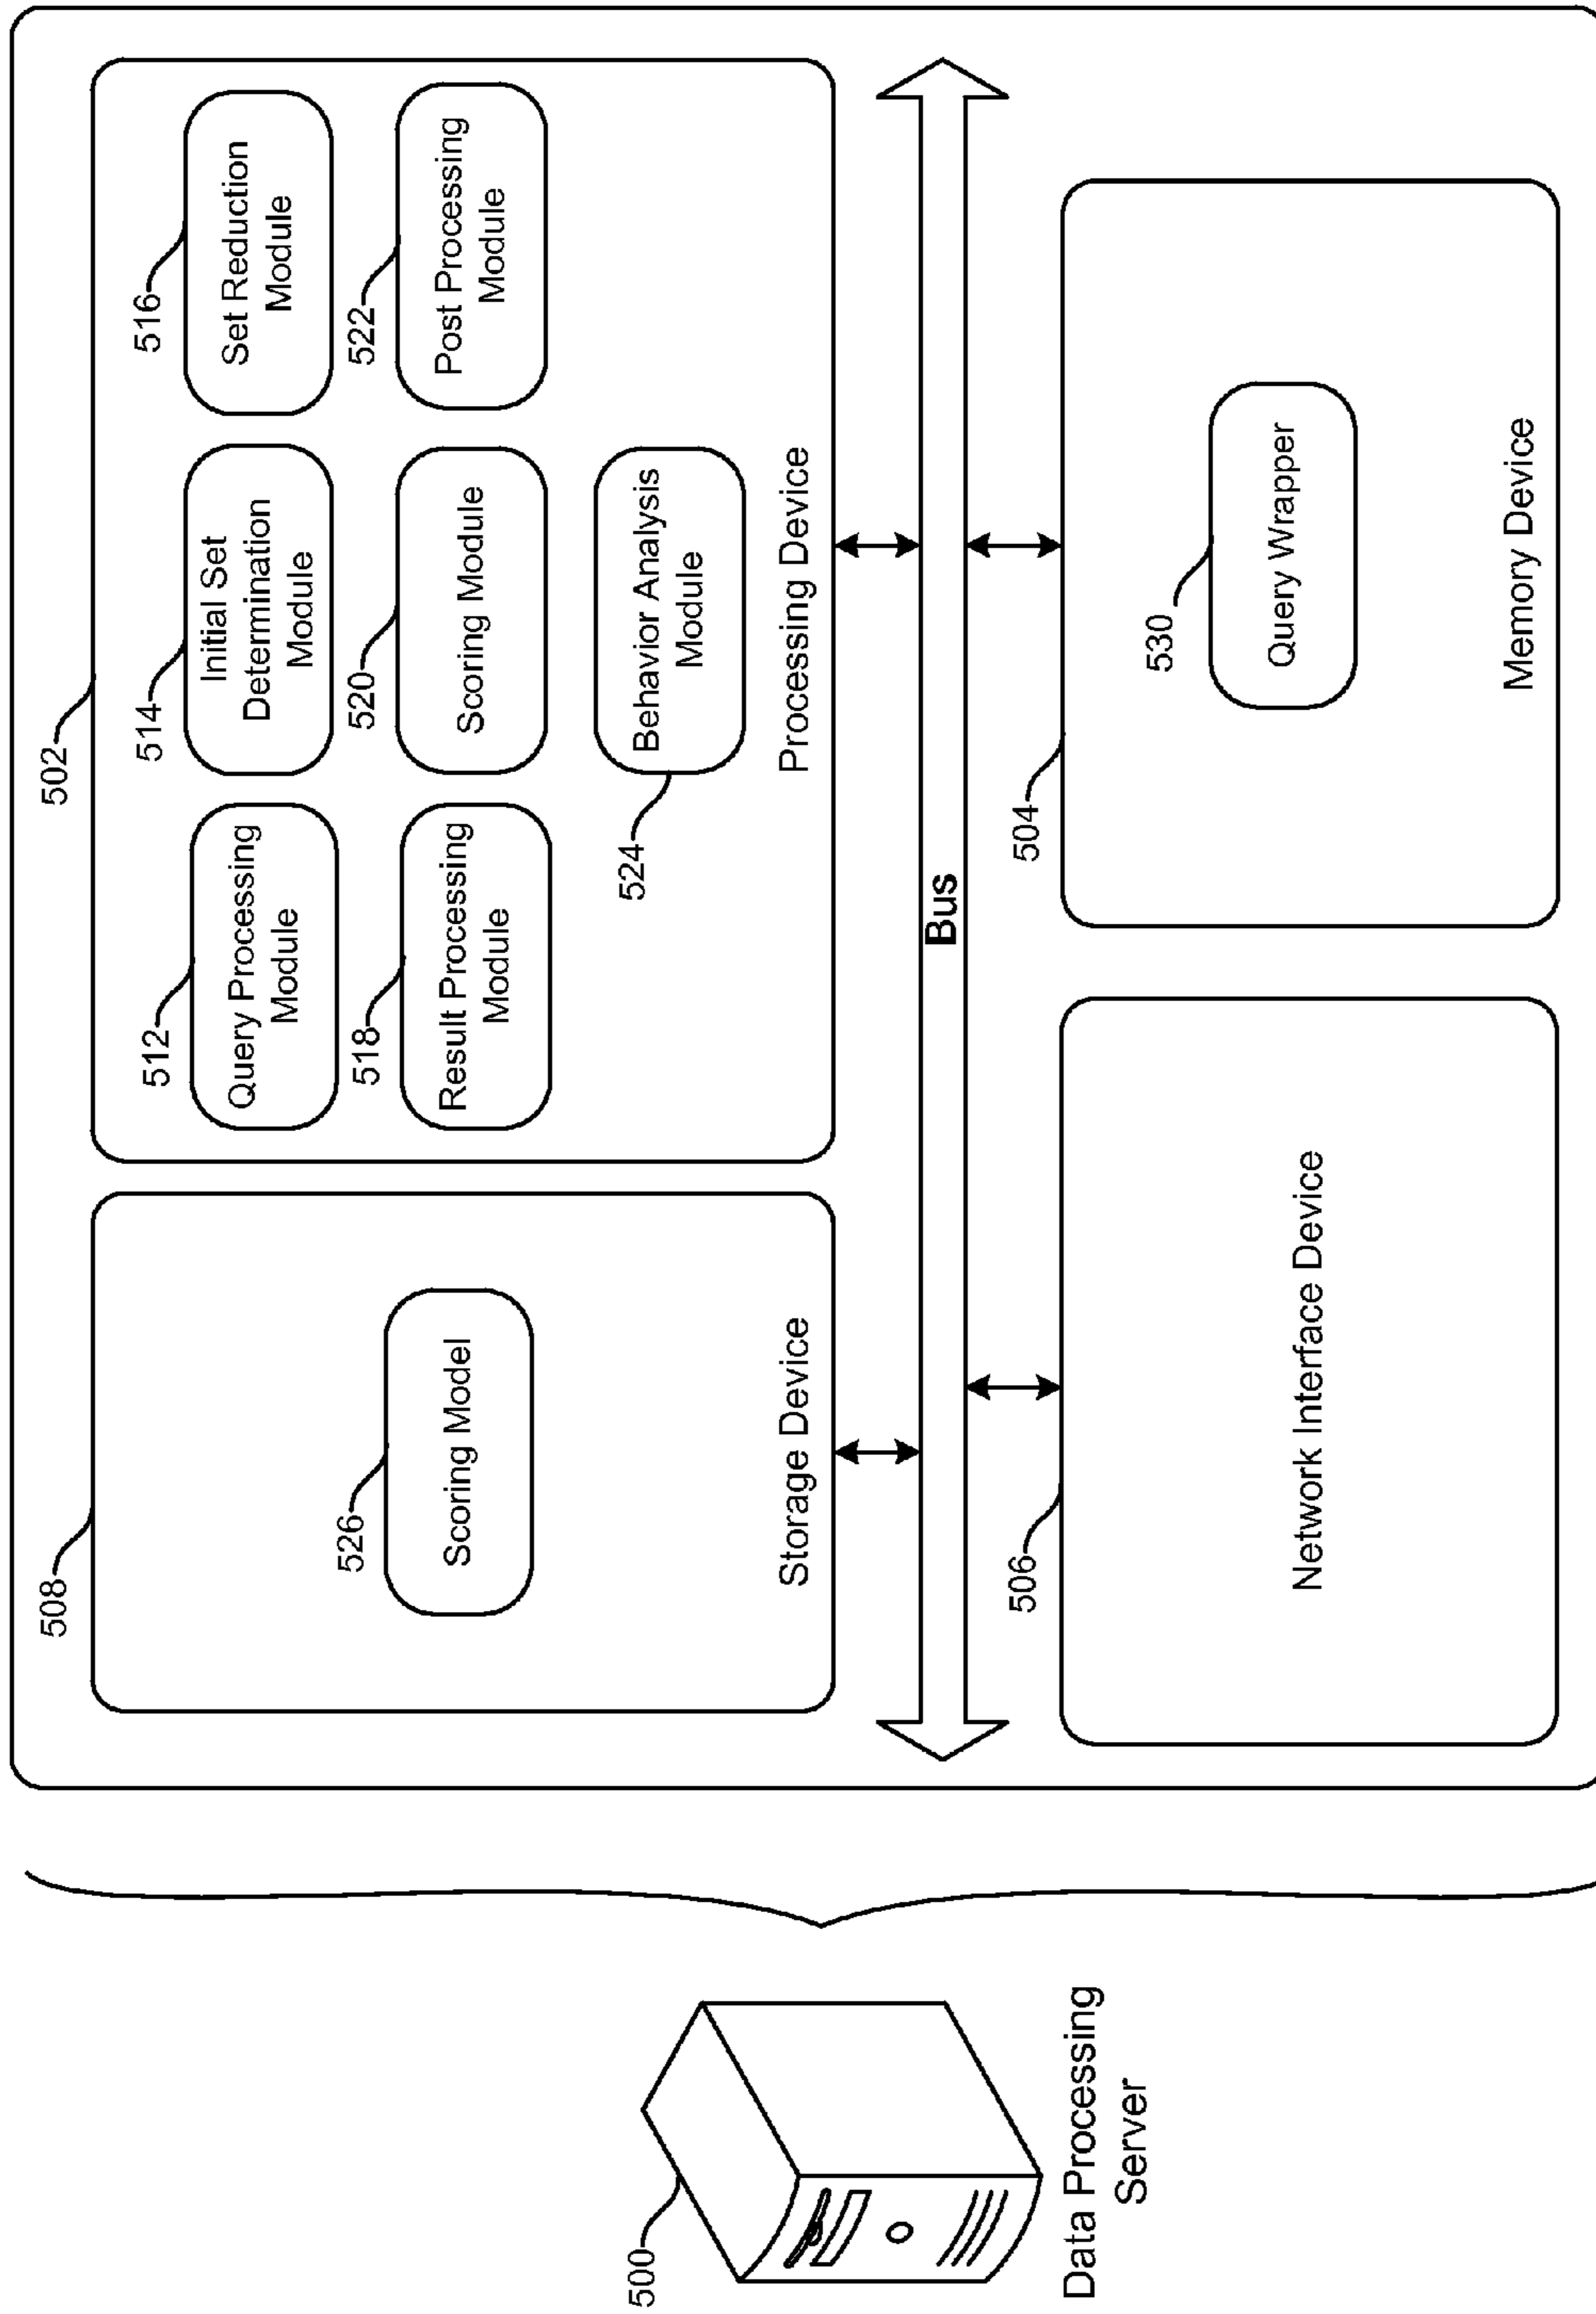 500
Data Processing
Server
508
526
Scoring Model
Storage Device
502
512
Query Processing
Module
514
Initial Set
Determination
Module
516
Set Reduction
Module
518
Result Processing
Module
520
Scoring Module
522
Post Processing
Module
524
Behavior Analysis
Module
Processing Device
Bus
506
Network Interface Device
504
530
Query Wrapper
Memory Device